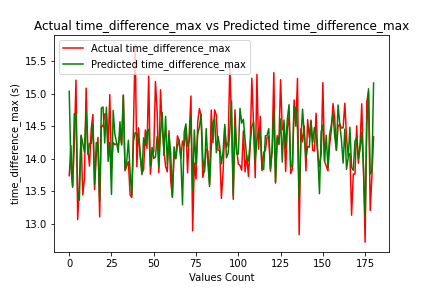 Actual time_difference_max vs Predicted time_difference_max
Actual time_difference_max
Predicted time_difference_max
time_difference_max (s)
15.5
15.0
14.5
14.0
13.5
13.0
0 25 50 75 100 125 150 175
Values Count